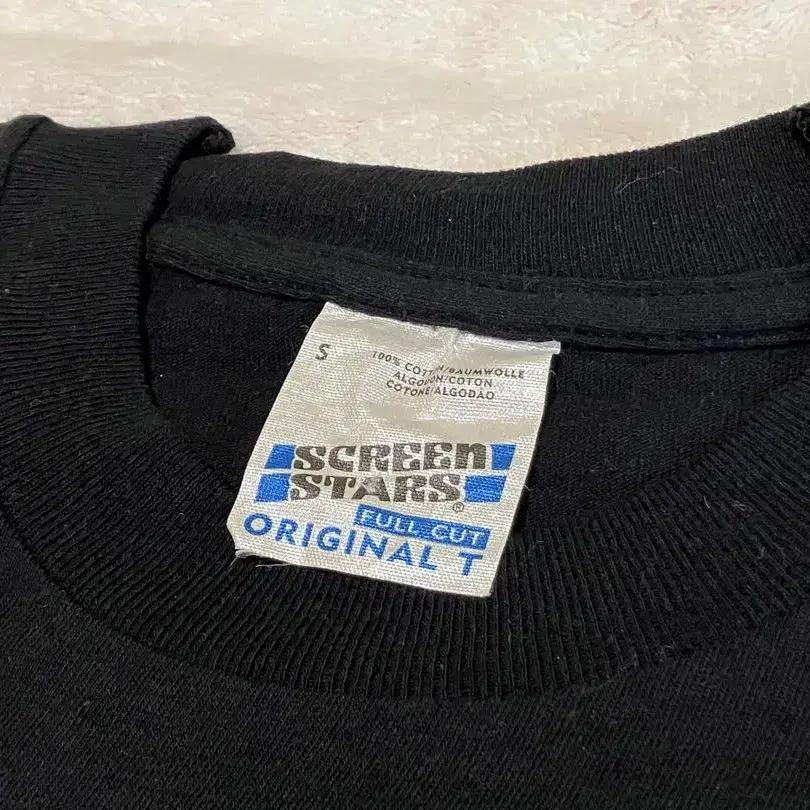 S
100% COTTON/BAUMWOLLE
ALGODON/COTON
COTONE/ALGODÃO
SCREEN
STARS®
FULL CUT
ORIGINAL T